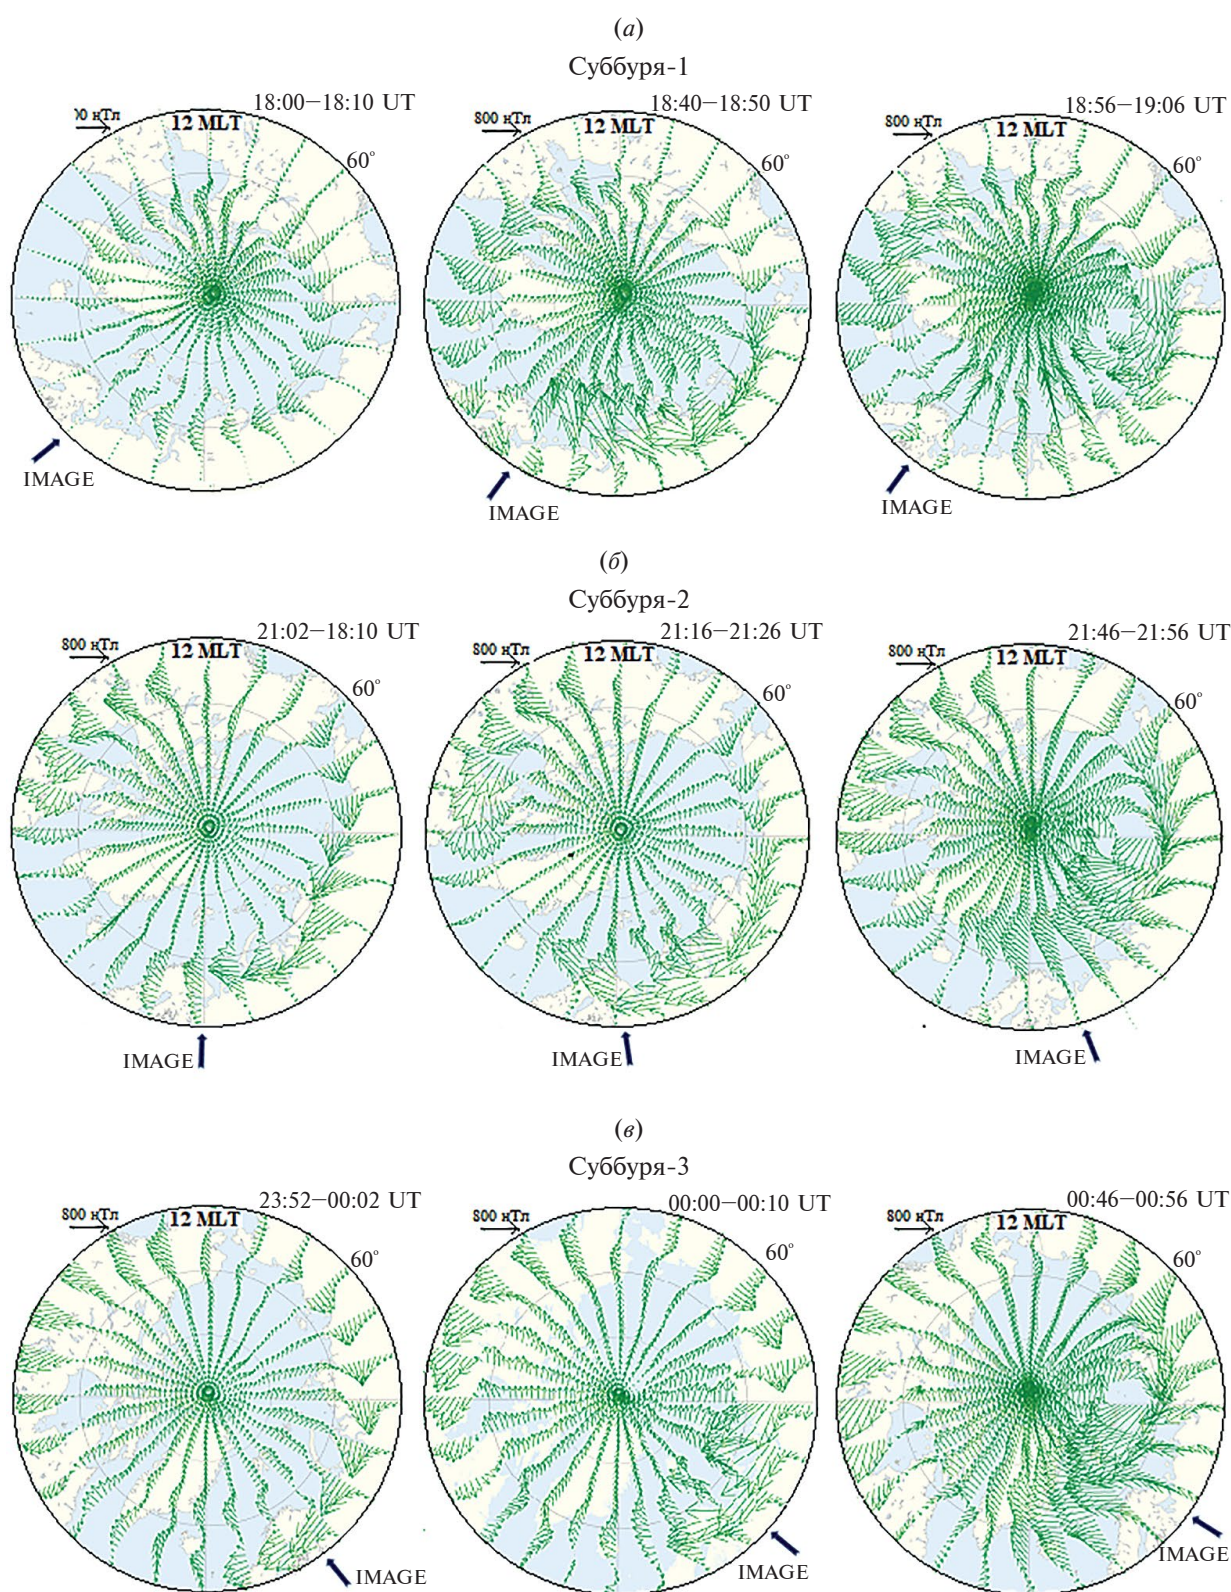 (а)
Суббуря-1
18:00–18:10 UT
18:40–18:50 UT
18:56–19:06 UT
0 нТл
12 MLT
60°
800 нТл
12 MLT
60°
800 нТл
12 MLT
60°
IMAGE
IMAGE
IMAGE
(б)
Суббуря-2
21:02–18:10 UT
21:16–21:26 UT
21:46–21:56 UT
800 нТл
12 MLT
60°
800 нТл
12 MLT
60°
800 нТл
12 MLT
60°
IMAGE
IMAGE
IMAGE
(в)
Суббуря-3
23:52–00:02 UT
00:00–00:10 UT
00:46–00:56 UT
800 нТл
12 MLT
60°
800 нТл
60°
800 нТл
12 MLT
60°
IMAGE
IMAGE
IMAGE